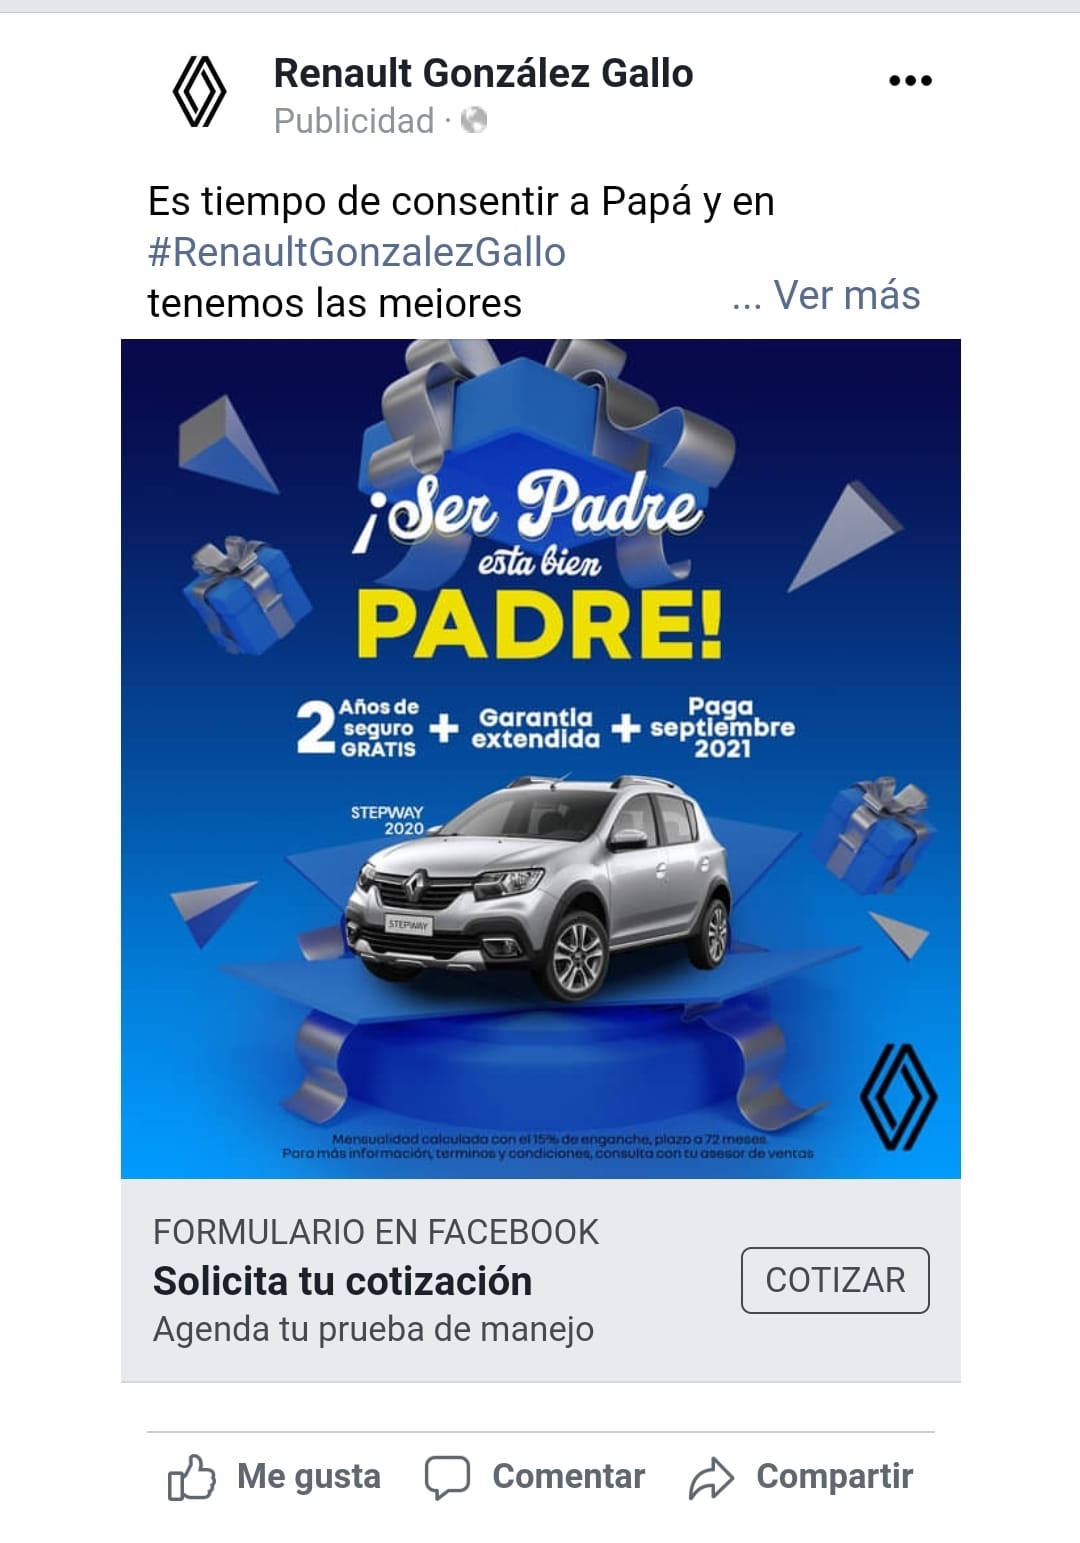 Renault González Gallo
Publicidad ·
Es tiempo de consentir a Papá y en
#RenaultGonzalezGallo
tenemos las mejores
... Ver más
¡Ser Padre
esta bien
PADRE!
2 Años de
seguro
GRATIS
+
Garantia
extendida
+
Paga
septiembre
2021
STEPWAY
2020
STEPWAY
Mensualidad calculada con el 15% de enganche, plazo a 72 meses.
Para más información, terminos y condiciones, consulta con tu asesor de ventas
FORMULARIO EN FACEBOOK
Solicita tu cotización
COTIZAR
Agenda tu prueba de manejo
Me gusta
Comentar
Compartir